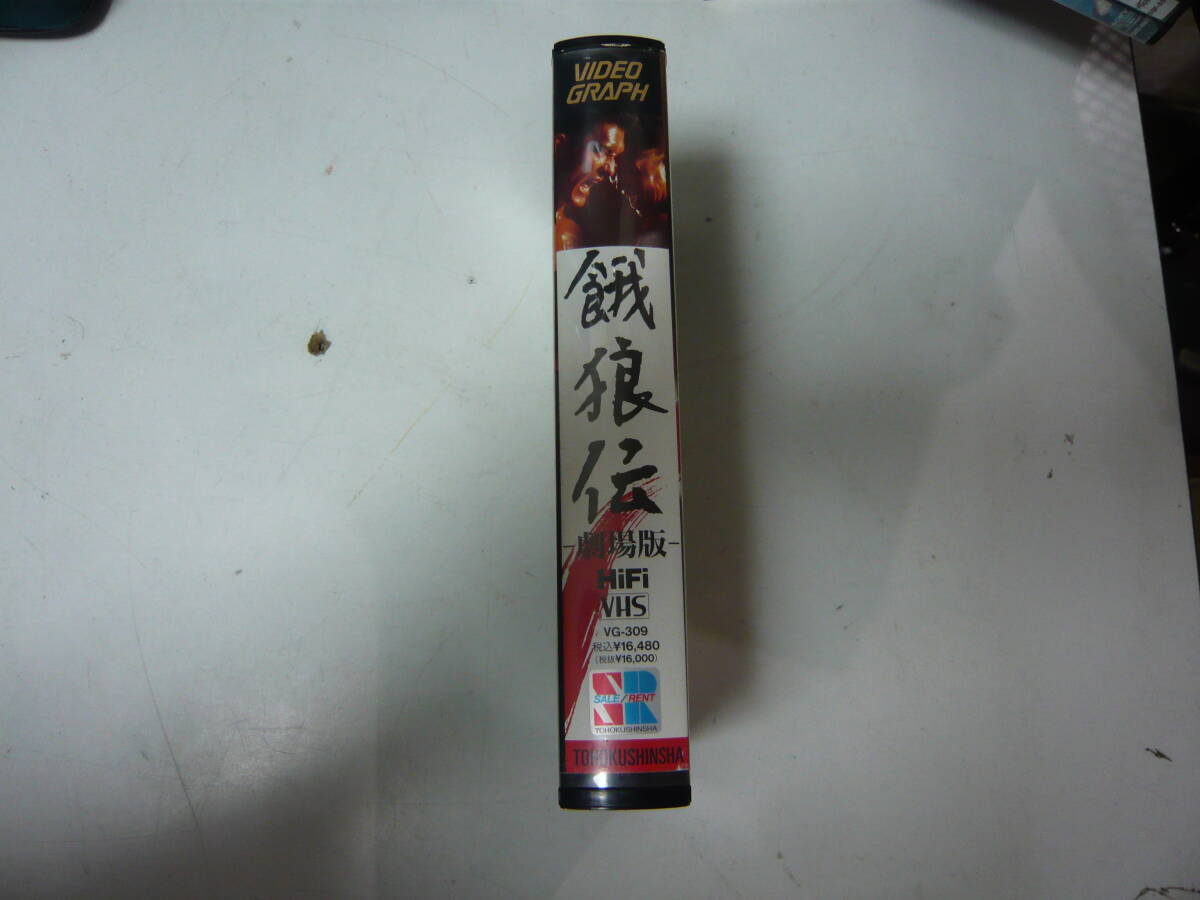 VIDEO
GRAPH
餓狼伝
-劇場版-
HiFi
VHS
VG-309
税込¥16,480
(税抜¥16,000)
SALE/RENT
TOHOKUSHINSHA
TOHOKUSHINSHA